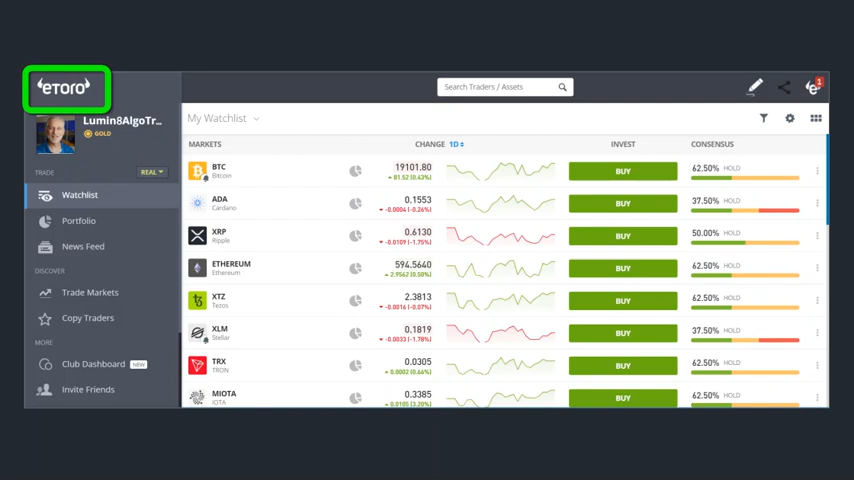 eToro
Search Traders / Assets
1
Lumin8AlgoTr...
GOLD
My Watchlist
MARKETS CHANGE 1D INVEST CONSENSUS
TRADE REAL
Watchlist
Portfolio
News Feed
DISCOVER
Trade Markets
Copy Traders
MORE
Club Dashboard NEW
Invite Friends
BTC 19101.80 BUY 62.50% HOLD
Bitcoin 81.52 (0.43%)
ADA 0.1553 BUY 37.50% HOLD
Cardano -0.0004 (-0.26%)
XRP 0.6130 BUY 50.00% HOLD
Ripple -0.0109 (-1.75%)
ETHEREUM 594.5640 BUY 62.50% HOLD
Ethereum 2.9562 (0.50%)
XTZ 2.3813 BUY 62.50% HOLD
Tezos -0.0016 (-0.07%)
XLM 0.1819 BUY 37.50% HOLD
Stellar -0.0033 (-1.78%)
TRX 0.0305 BUY 62.50% HOLD
TRON 0.0002 (0.66%)
MIOTA 0.3385 BUY 62.50% HOLD
IOTA 0.0105 (3.20%)